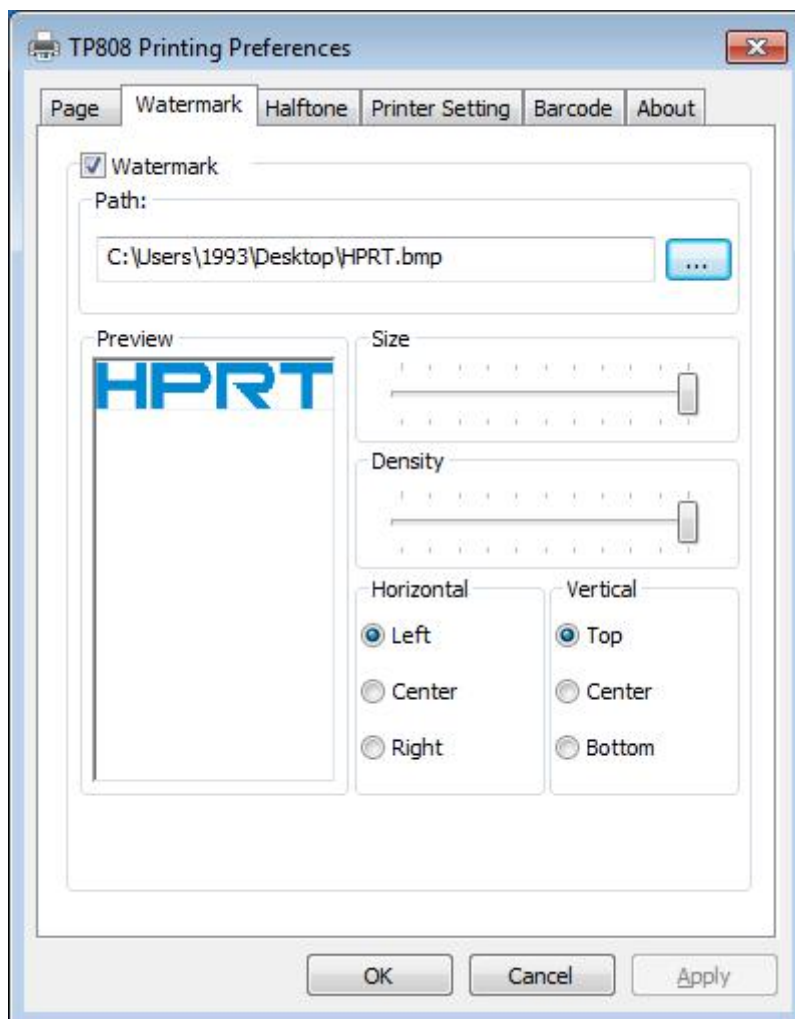 TP808 Printing Preferences
Page Watermark Halftone Printer Setting Barcode About
Watermark
Path:
C:\Users\1993\Desktop\HPRT.bmp
...
Preview Size
HPRT
Density
Horizontal Vertical
Left Top
Center Center
Right Bottom
OK Cancel Apply